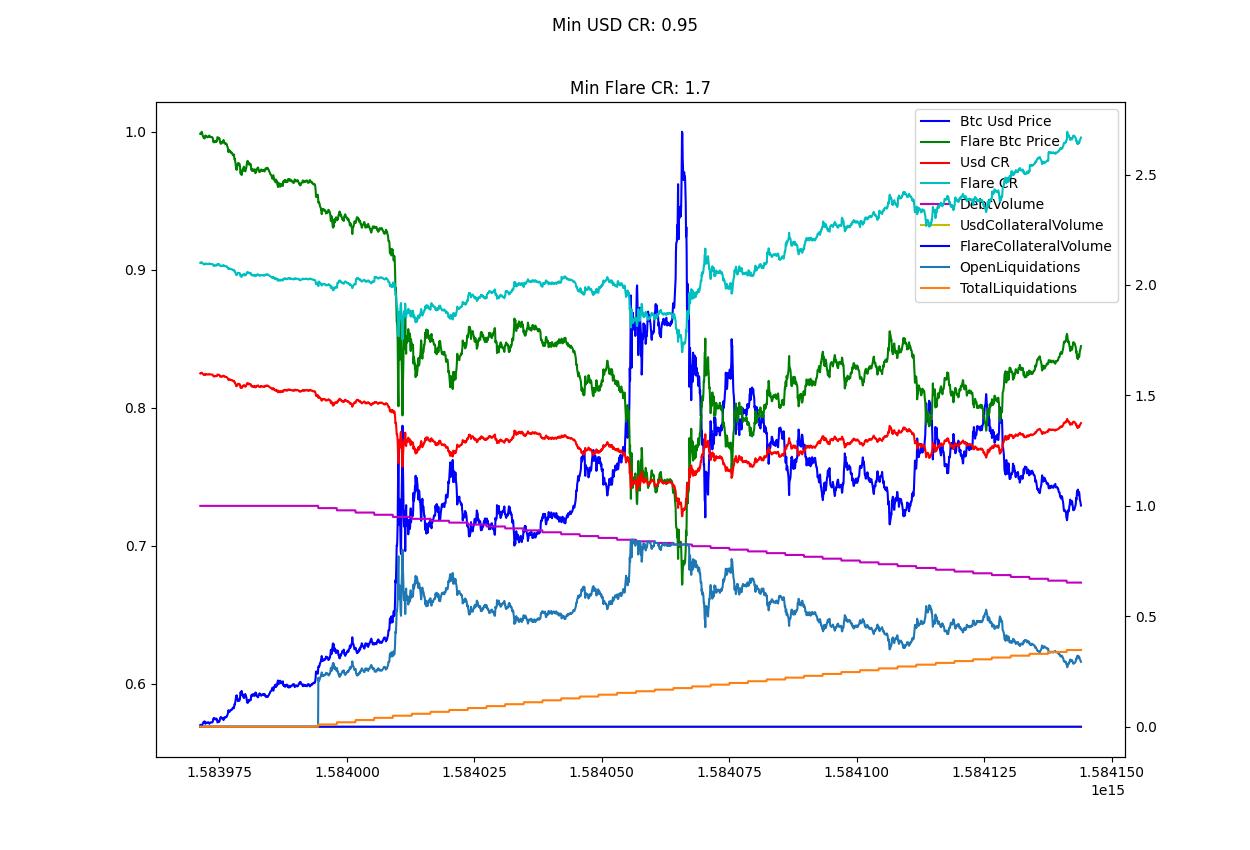 Min USD CR: 0.95
Min Flare CR: 1.7
1.0
0.9
0.8
0.7
0.6
Btc Usd Price
Flare Btc Price
Usd CR
Flare CR
DebtVolume
UsdCollateralVolume
FlareCollateralVolume
OpenLiquidations
TotalLiquidations
2.5
2.0
1.5
1.0
0.5
0.0
1.583975 1.584000 1.584025 1.584050 1.584075 1.584100 1.584125 1.584150
1e15